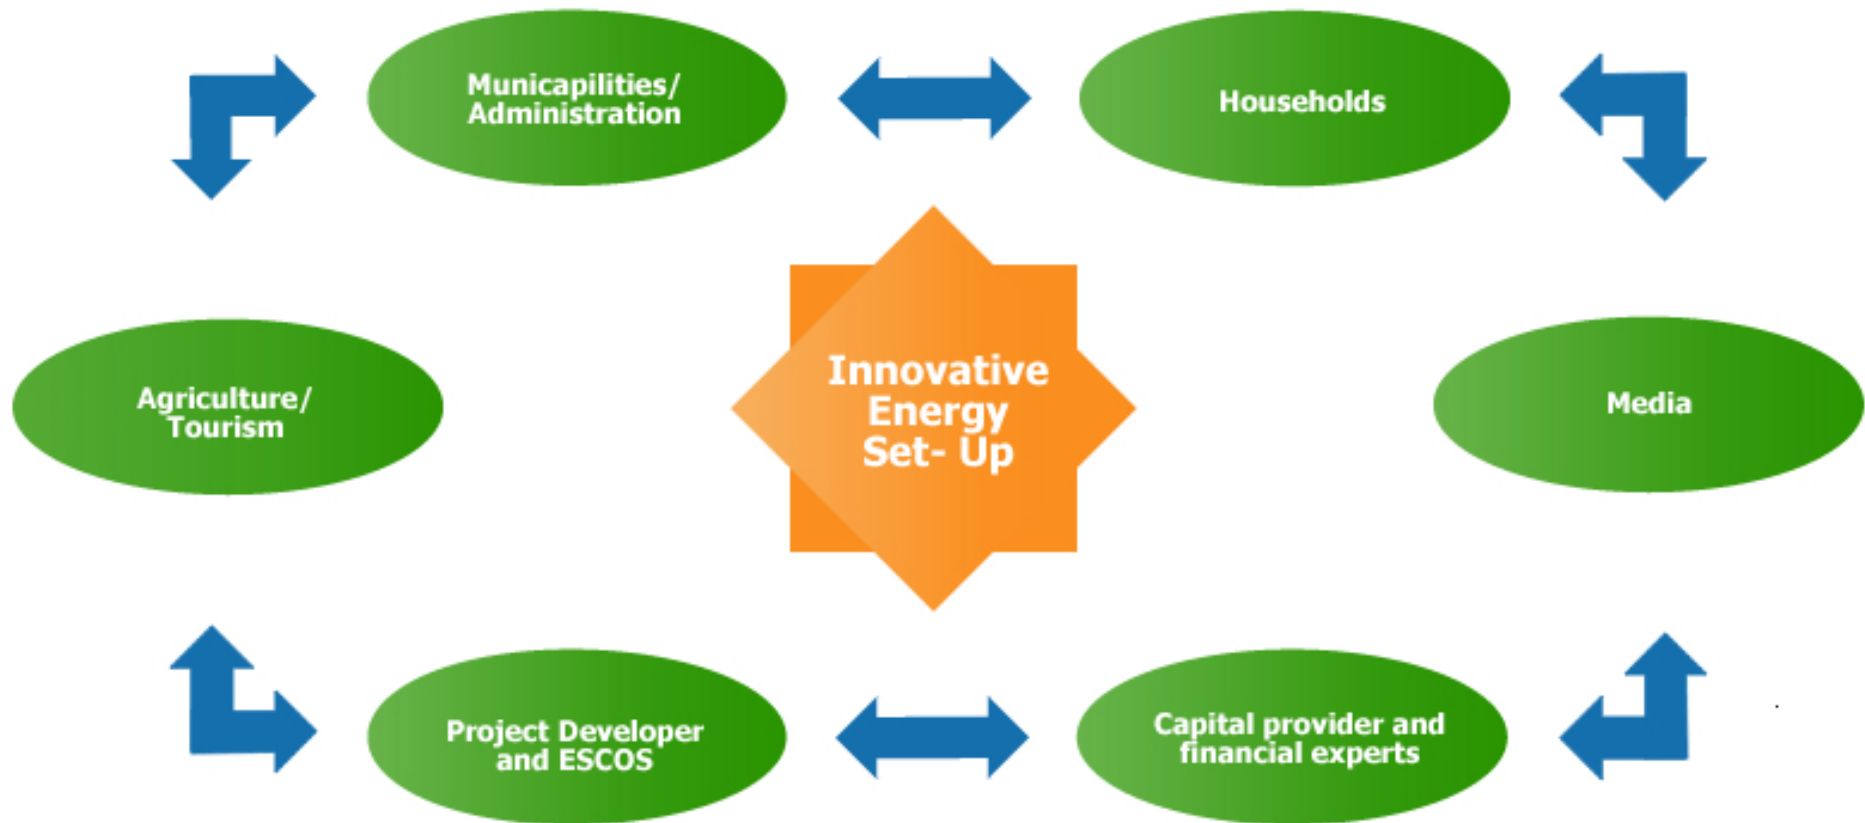 Municapilities/
Administration
Households
Agriculture/
Tourism
Innovative
Energy
Set- Up
Media
Project Developer
and ESCOS
Capital provider and
financial experts